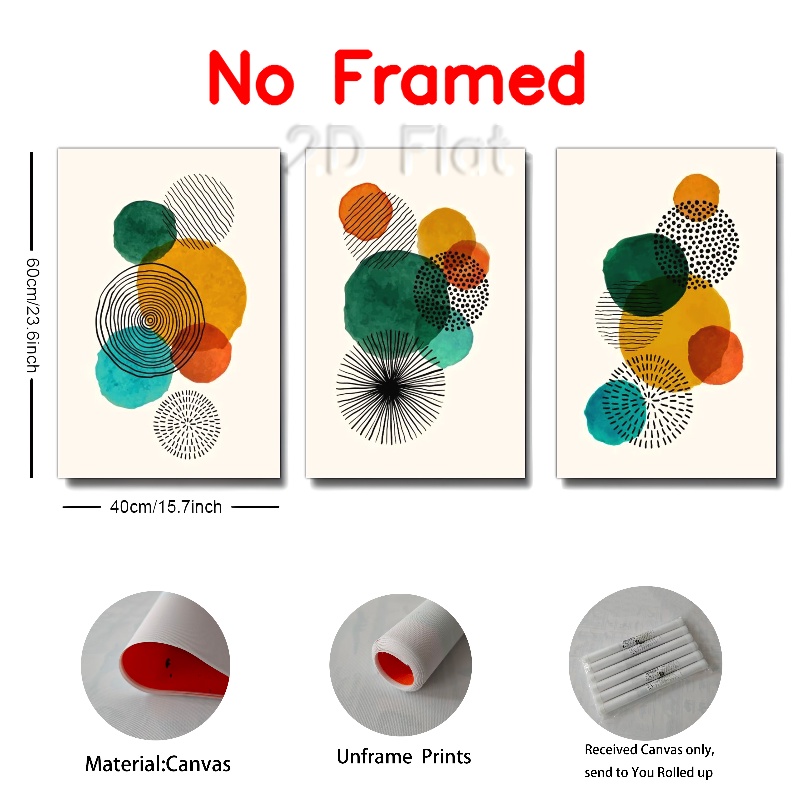 No Framed
2D Flat
60cm/23.6inch
40cm/15.7inch
Material:Canvas
Unframe Prints
Received Canvas only,
send to You Rolled up